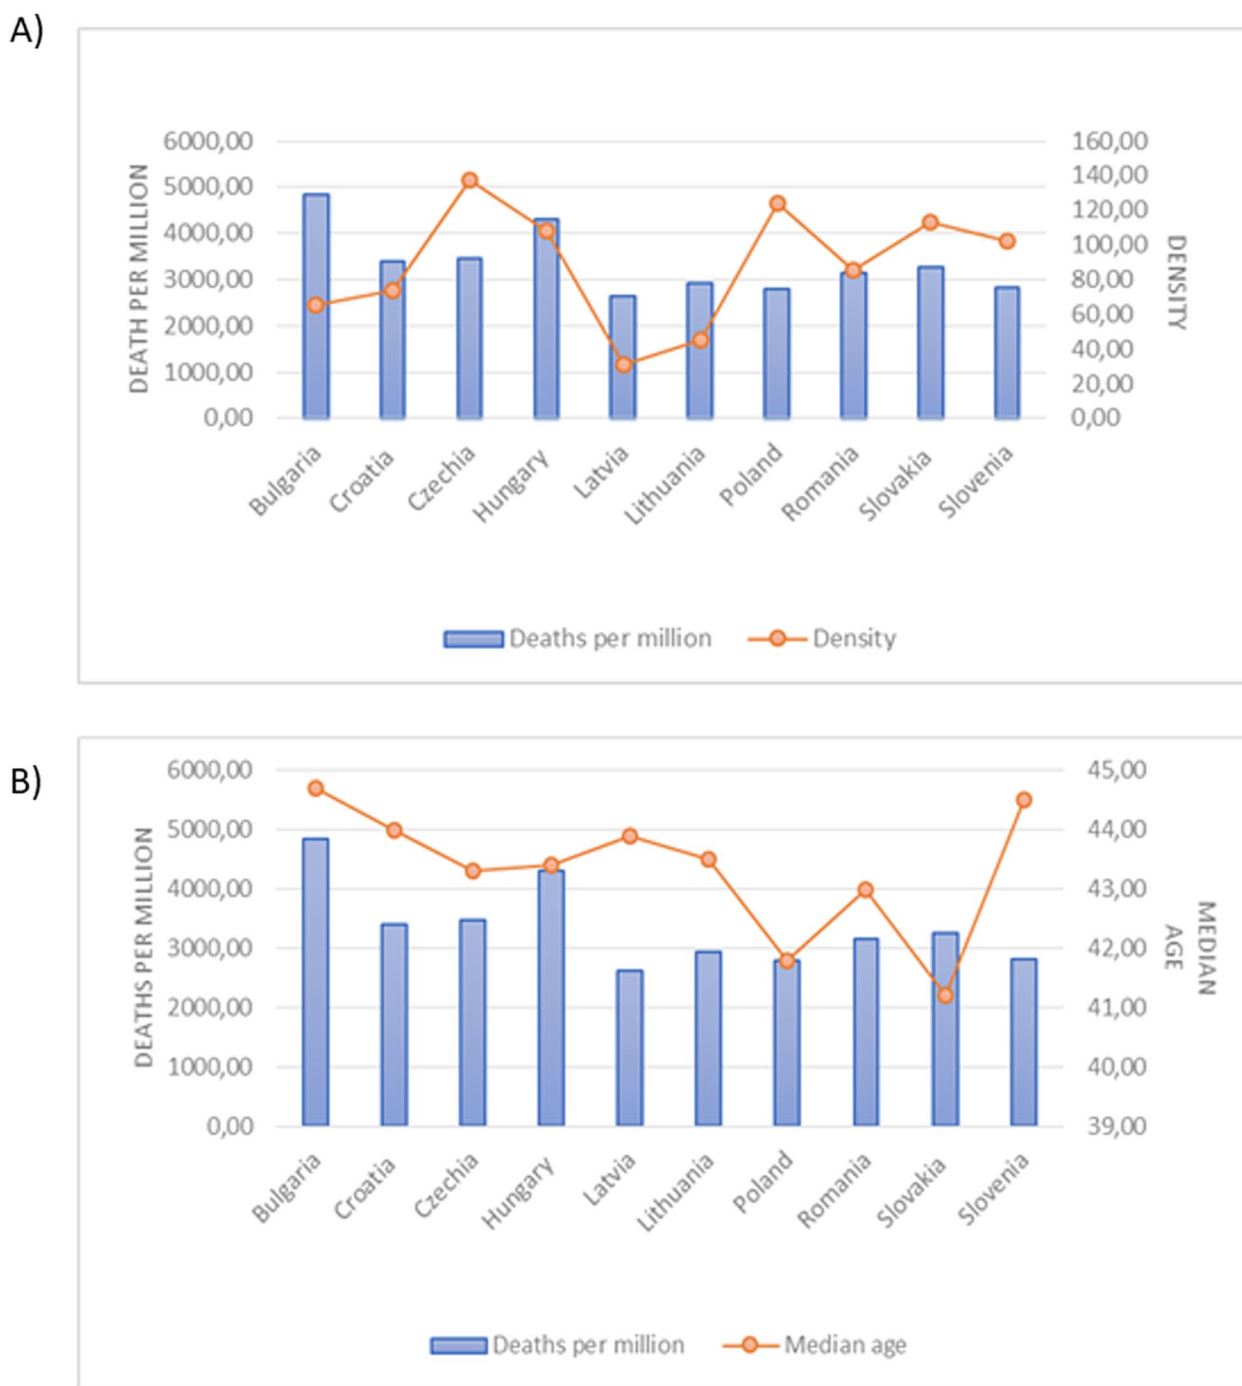 A)
6000,00
5000,00
4000,00
3000,00
2000,00
1000,00
0,00
DEATH PER MILLION
160,00
140,00
120,00
100,00
80,00
60,00
40,00
20,00
0,00
DENSITY
Bulgaria
Croatia
Czechia
Hungary
Latvia
Lithuania
Poland
Romania
Slovakia
Slovenia
Deaths per million
Density
B)
6000,00
5000,00
4000,00
3000,00
2000,00
1000,00
0,00
DEATHS PER MILLION
45,00
44,00
43,00
42,00
41,00
40,00
39,00
MEDIAN
AGE
Bulgaria
Croatia
Czechia
Hungary
Latvia
Lithuania
Poland
Romania
Slovakia
Slovenia
Deaths per million
Median age